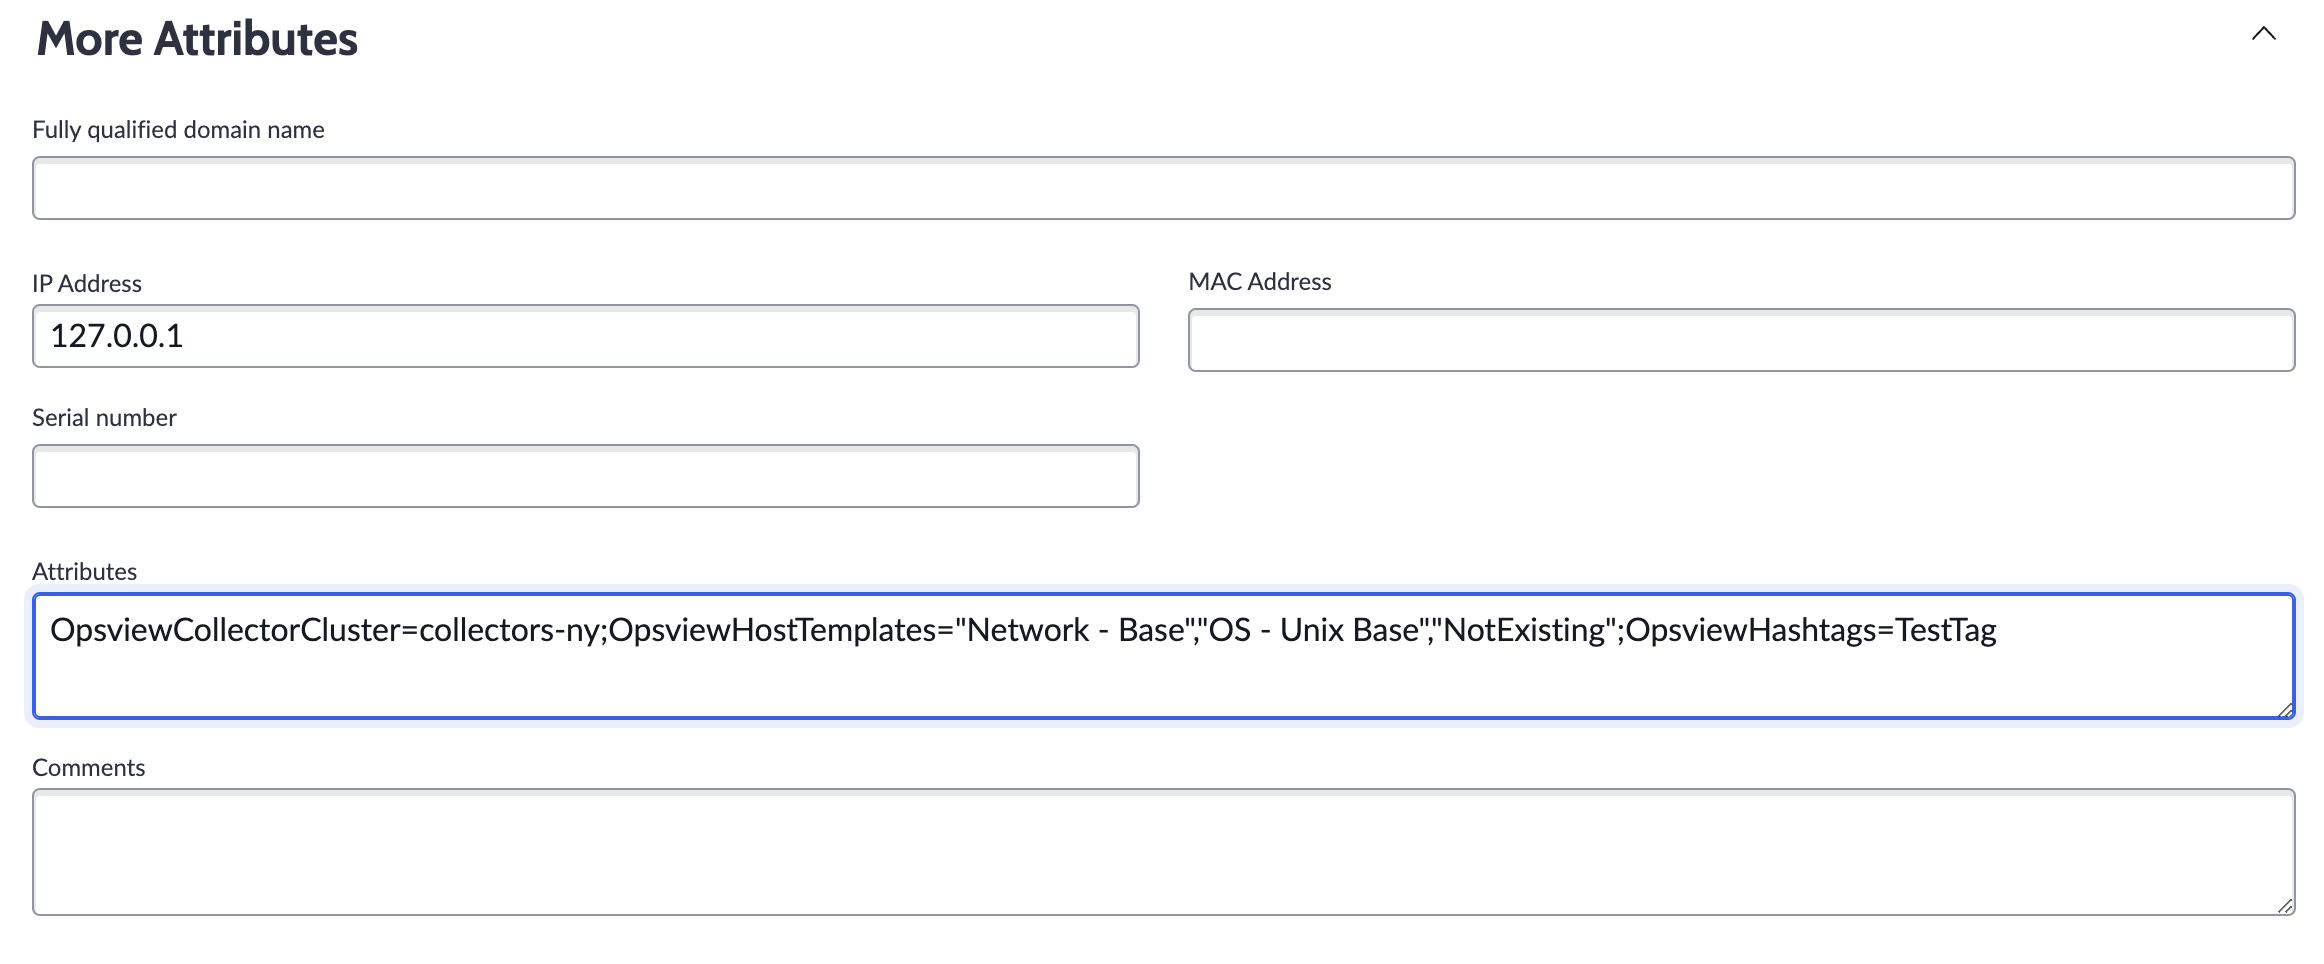 More Attributes
Fully qualified domain name
IP Address
MAC Address
127.0.0.1
Serial number
Attributes
OpsviewCollectorCluster=collectors-ny;OpsviewHostTemplates="Network - Base","OS - Unix Base","NotExisting";OpsviewHashtags=TestTag
Comments